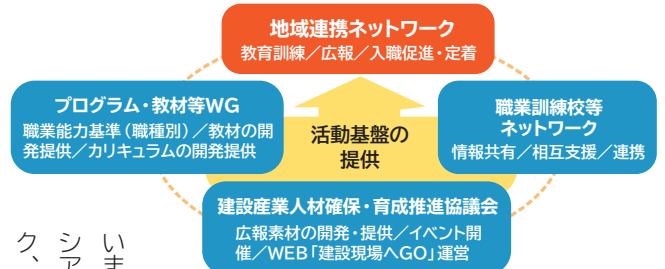 地域連携ネットワーク
教育訓練／広報／入職促進・定着
プログラム・教材等WG
職業能力基準（職種別）／教材の開
発提供／カリキュラムの開発提供
職業訓練校等
ネットワーク
情報共有／相互支援／連携
活動基盤の
提供
建設産業人材確保・育成推進協議会
広報素材の開発・提供／イベント開
催／WEB「建設現場へGO」運営
いま
シア
ク、